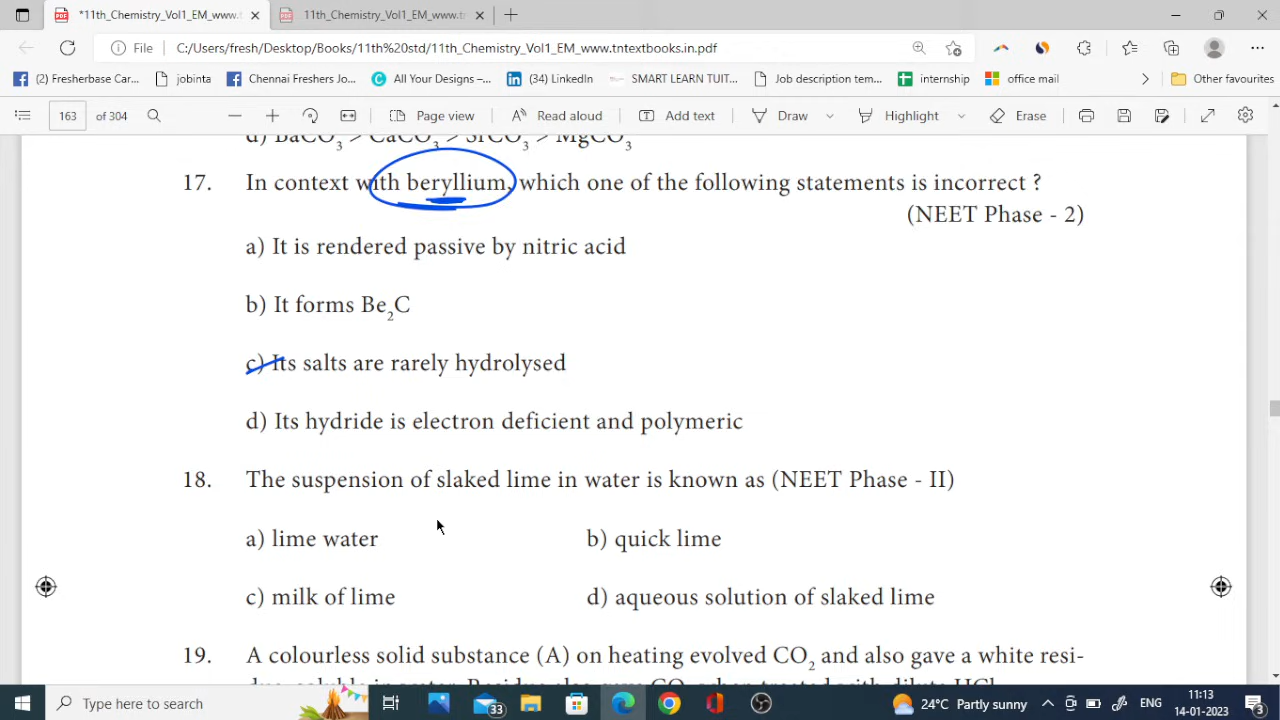 *11th_Chemistry_Vol1_EM_www.t
11th_Chemistry_Vol1_EM_www.t
File C:/Users/fresh/Desktop/Books/11th%20std/11th_Chemistry_Vol1_EM_www.tntextbooks.in.pdf
(2) Fresherbase Car... jobinta Chennai Freshers Jo... All Your Designs –... (34) LinkedIn SMART LEARN TUIT... Job description tem... internship office mail Other favourites
163 of 304 Page view Read aloud Add text Draw Highlight Erase
d) BaCO3 > CaCO3 > SrCO3 > MgCO3
17. In context with beryllium, which one of the following statements is incorrect ?
(NEET Phase - 2)
a) It is rendered passive by nitric acid
b) It forms Be2C
c) Its salts are rarely hydrolysed
d) Its hydride is electron deficient and polymeric
18. The suspension of slaked lime in water is known as (NEET Phase - II)
a) lime water b) quick lime
c) milk of lime d) aqueous solution of slaked lime
19. A colourless solid substance (A) on heating evolved CO2 and also gave a white resi-
Type here to search 33 24°C Partly sunny ENG 11:13
14-01-2023 3